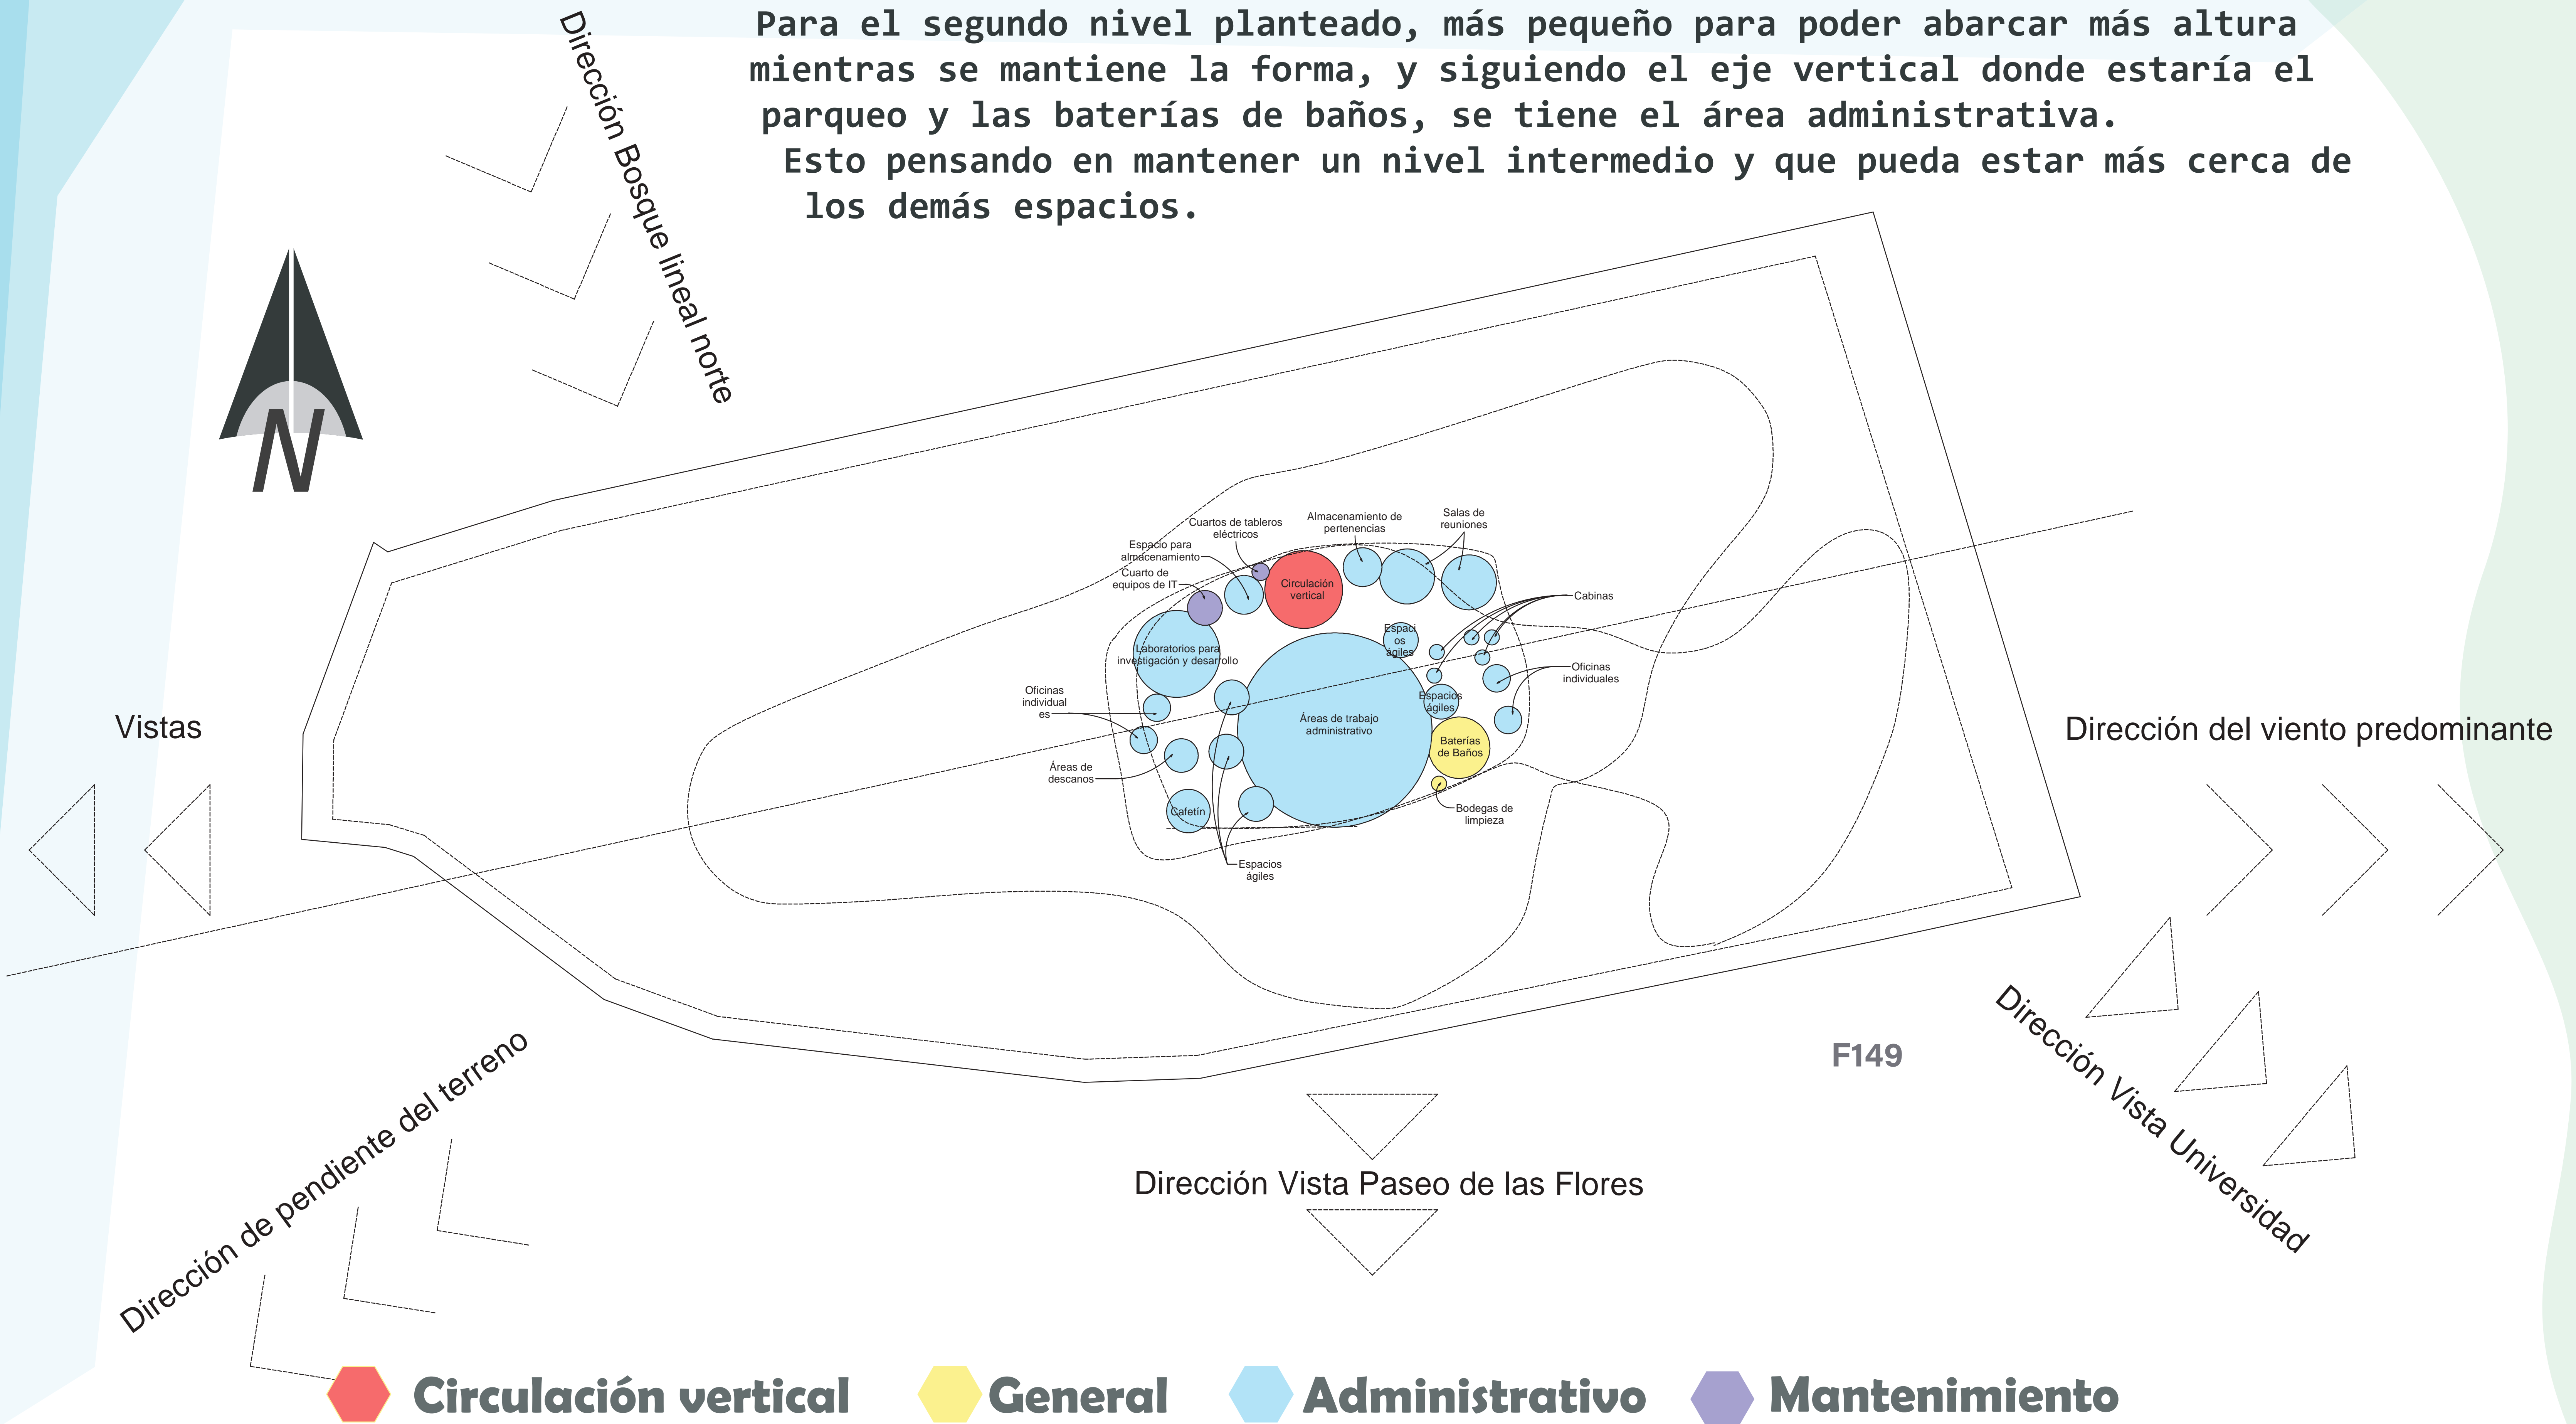 Para el segundo nivel planteado, más pequeño para poder abarcar más altura
mientras se mantiene la forma, y siguiendo el eje vertical donde estaría el
parqueo y las baterías de baños, se tiene el área administrativa.
Esto pensando en mantener un nivel intermedio y que pueda estar más cerca de
los demás espacios.
Dirección Bosque lineal norte
N
Cuartos de tableros
eléctricos
Almacenamiento de
pertenencias
Salas de
reuniones
Espacio para
almacenamiento
Cuarto de
equipos de IT
Circulación
vertical
Cabinas
Espaci
os
ágiles
Laboratorios para
investigación y desarrollo
Oficinas
individuales
Oficinas
individual
es
Espacios
ágiles
Áreas de trabajo
administrativo
Baterías
de Baños
Áreas de
descanos
Cafetín
Bodegas de
limpieza
Espacios
ágiles
Vistas
Dirección del viento predominante
F149
Dirección Vista Universidad
Dirección de pendiente del terreno
Dirección Vista Paseo de las Flores
Circulación vertical
General
Administrativo
Mantenimiento